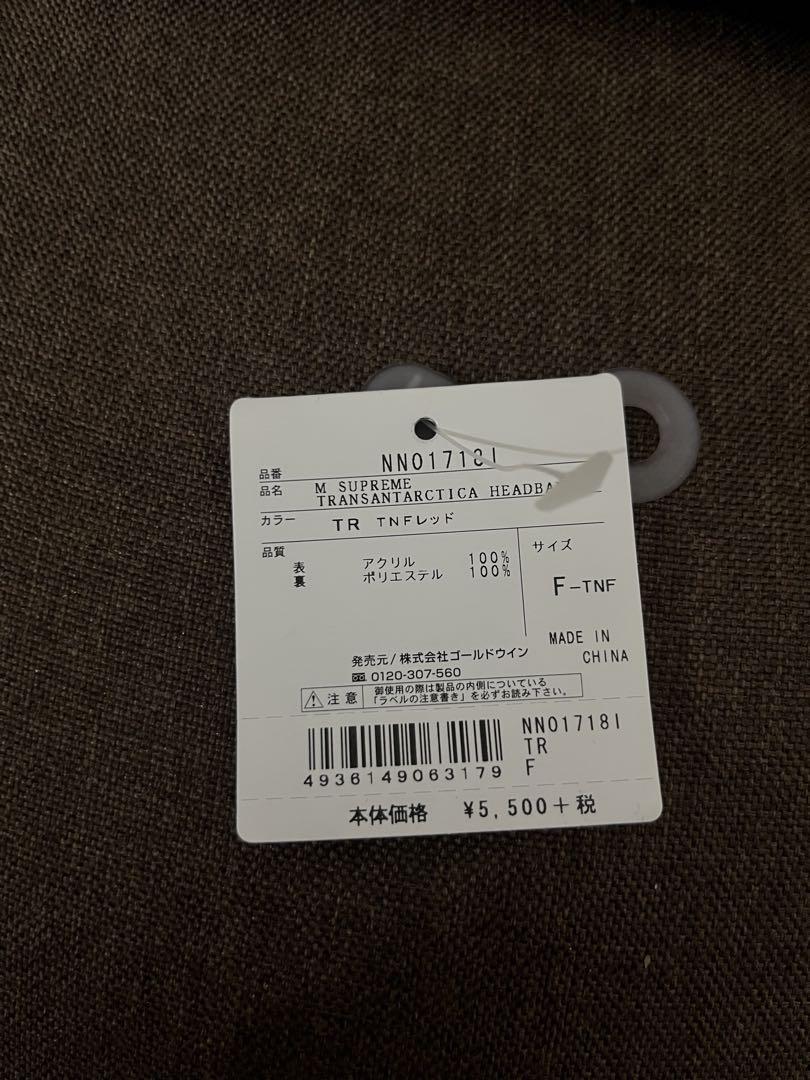 品番 NN01718I
品名 M SUPREME
TRANSANTARCTICA HEADBA
カラー TR TNFレッド
品質
表 アクリル 100%
裏 ポリエステル 100%
サイズ
F-TNF
MADE IN
CHINA
発売元/株式会社ゴールドウイン
0120-307-560
注意 御使用の際は製品の内側についている
「ラベルの注意書き」を必ずお読み下さい。
NN01718I
TR
F
4936149063179
本体価格 ¥5,500+税